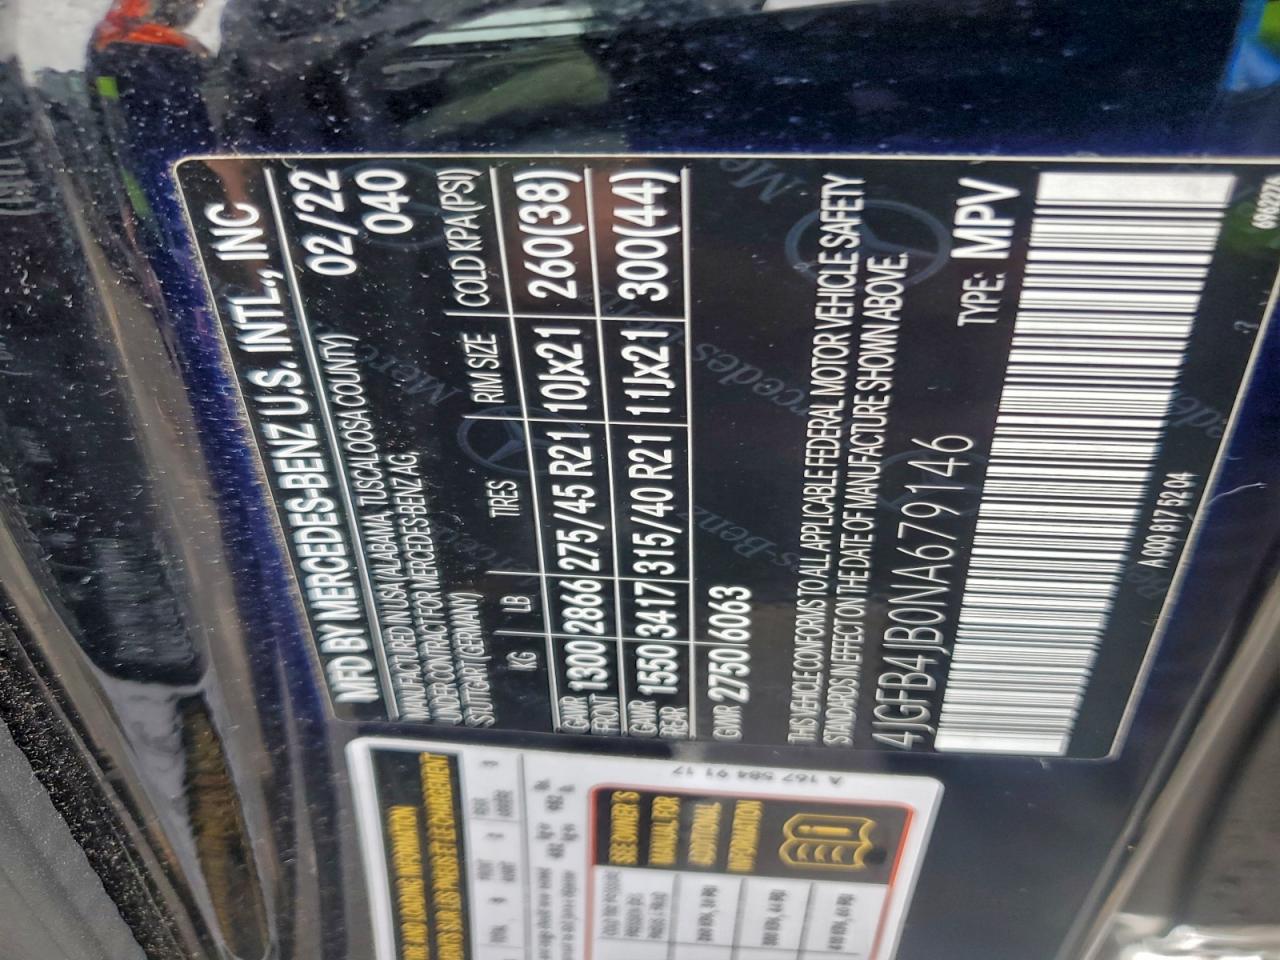 MFD BY MERCEDES-BENZ U.S. INTL., INC
MANUFACTURED IN USA (ALABAMA, TUSCALOOSA COUNTY) 02/22
UNDER CONTRACT FOR MERCEDES-BENZ AG, 040
STUTTGART (GERMANY)
KG LB TIRES RIM SIZE COLD KPA (PSI)
GAWR FRONT 1300 2866 275/45 R21 10Jx21 260(38)
GAWR REAR 1550 3417 315/40 R21 11Jx21 300(44)
GVWR 2750 6063
THIS VEHICLE CONFORMS TO ALL APPLICABLE FEDERAL MOTOR VEHICLE SAFETY
STANDARDS IN EFFECT ON THE DATE OF MANUFACTURE SHOWN ABOVE.
4JGFB4JB0NA679146 TYPE: MPV
A 000 817 52 04
A 167 584 01 17
SEE OWNER'S
MANUAL FOR
ADDITIONAL
INFORMATION
AND LOADING INFORMATION